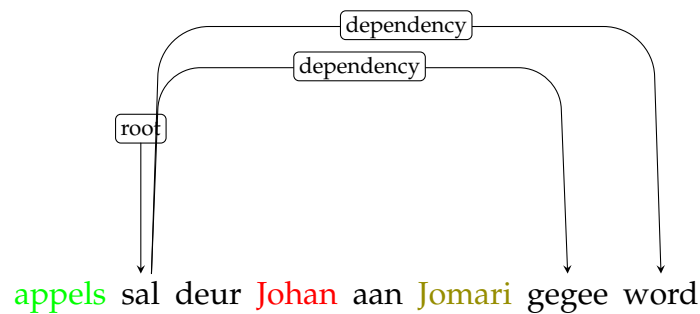 dependency
dependency
root
appels sal deur Johan aan Jomari gegee word